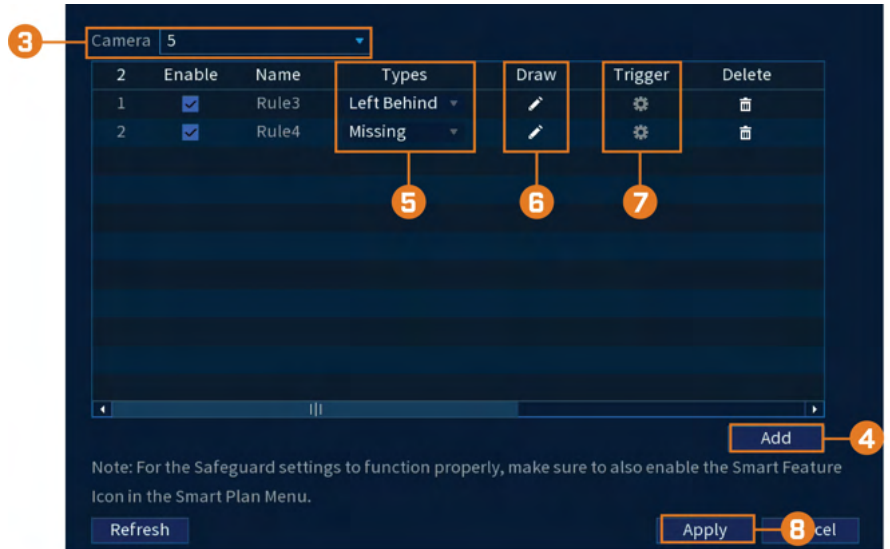 3
Camera 5
2 Enable Name Types Draw Trigger Delete
1 Rule3 Left Behind
2 Rule4 Missing
5 6 7
Add 4
Note: For the Safeguard settings to function properly, make sure to also enable the Smart Feature
Icon in the Smart Plan Menu.
Refresh Apply 8 cel